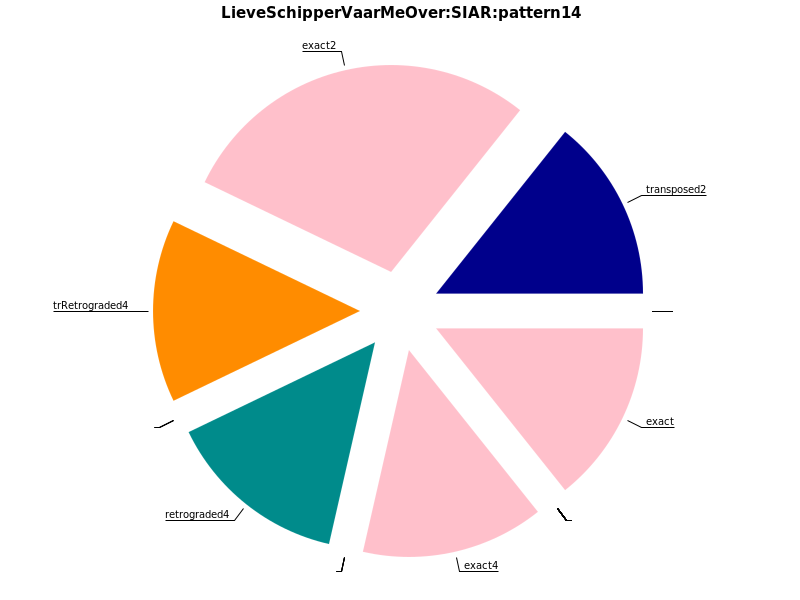 LieveSchipperVaarMeOver:SIAR:pattern14
exact2
transposed2
trRetrograded4
exact
retrograded4
exact4